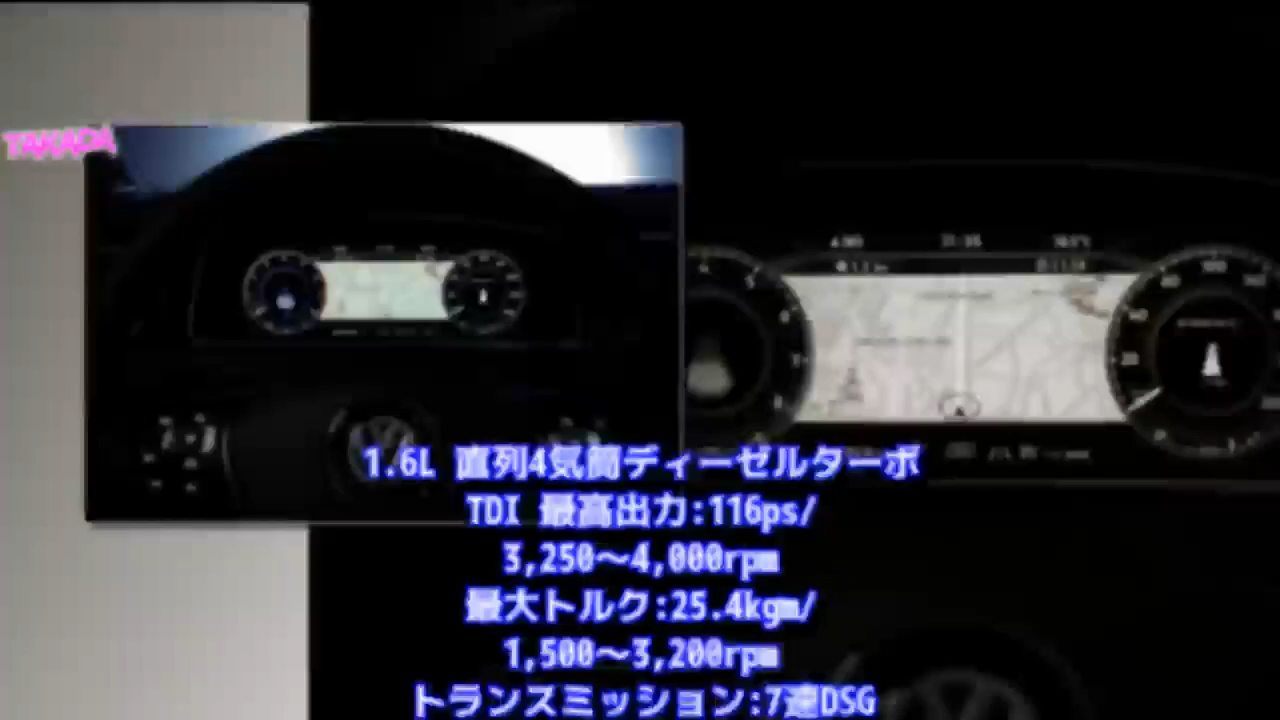 TAKADA
1.6L 直列4気筒ディーゼルターボ
TDI 最高出力:116ps/
3,250～4,000rpm
最大トルク:25.4kgm/
1,500～3,200rpm
トランスミッション:7速DSG